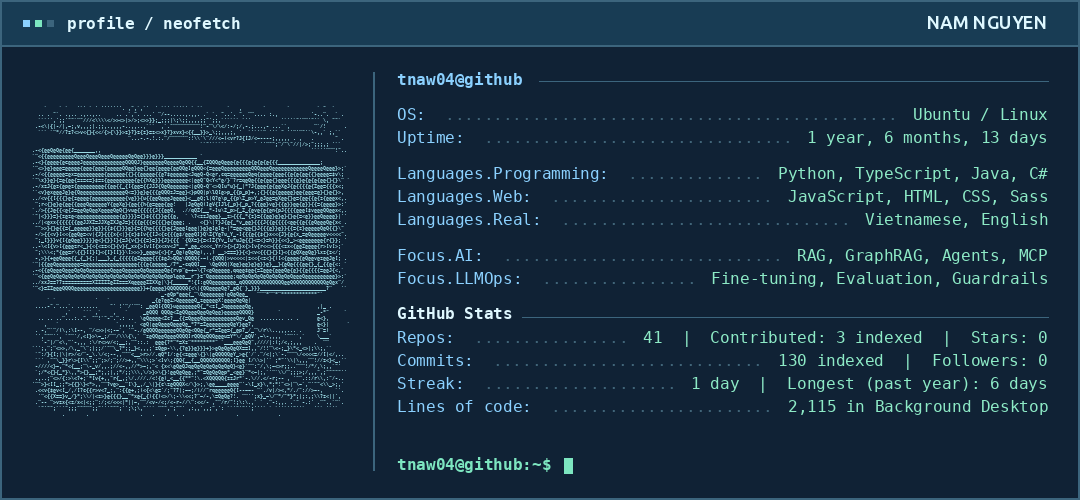 profile / neofetch
NAM NGUYEN
tnaw04@github
OS: Ubuntu / Linux
Uptime: 1 year, 6 months, 13 days
Languages.Programming: Python, TypeScript, Java, C#
Languages.Web: JavaScript, HTML, CSS, Sass
Languages.Real: Vietnamese, English
Focus.AI: RAG, GraphRAG, Agents, MCP
Focus.LLMOps: Fine-tuning, Evaluation, Guardrails
GitHub Stats
Repos: 41 | Contributed: 3 indexed | Stars: 0
Commits: 130 indexed | Followers: 0
Streak: 1 day | Longest (past year): 6 days
Lines of code: 2,115 in Background Desktop
tnaw04@github:~$